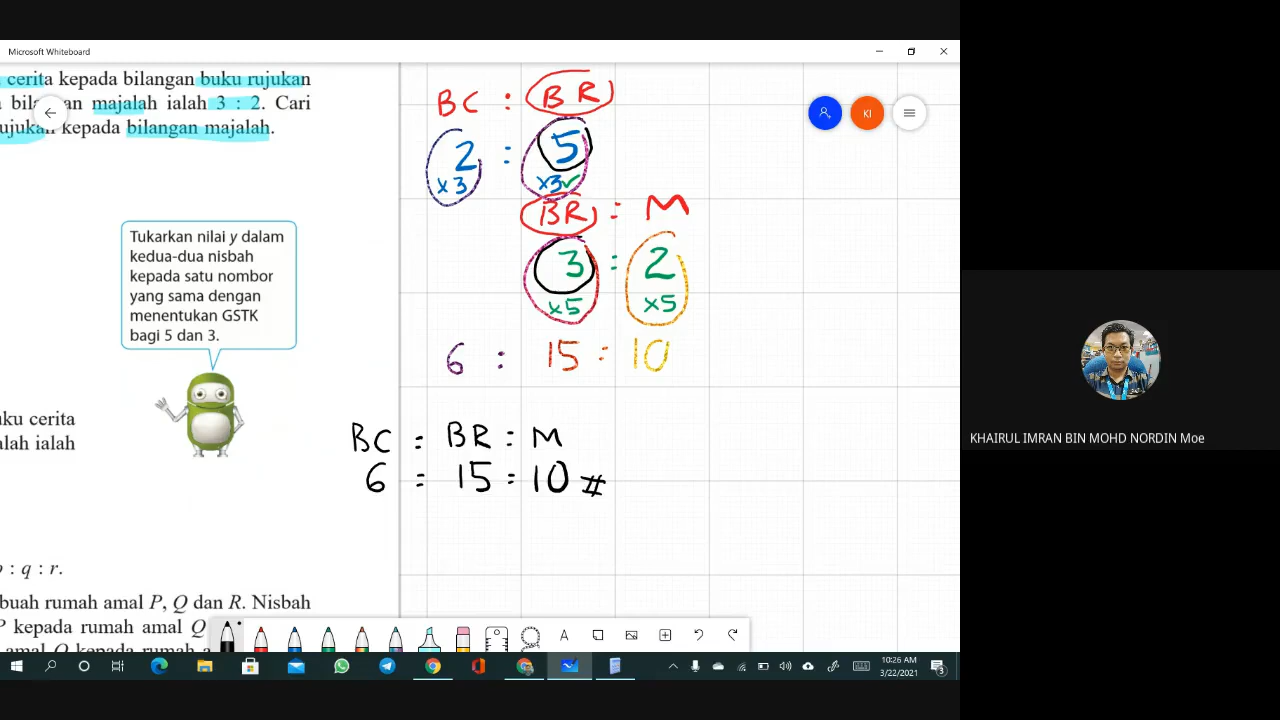 Microsoft Whiteboard
cerita kepada bilangan buku rujukan
majalah ialah 3 : 2. Cari
kepada bilangan majalah.
Tukarkan nilai y dalam
kedua-dua nisbah
kepada satu nombor
yang sama dengan
menentukan GSTK
bagi 5 dan 3.
uku cerita
alah ialah
: q : r.
buah rumah amal P, Q dan R. Nisbah
P kepada rumah amal Q
BC : BR
2 : 5
x3 x3✓
BR : M
3 : 2
x5 x5
6 : 15 : 10
BC : BR : M
6 : 15 : 10 #
KI
KHAIRUL IMRAN BIN MOHD NORDIN Moe
A
10:26 AM
3/22/2021
3